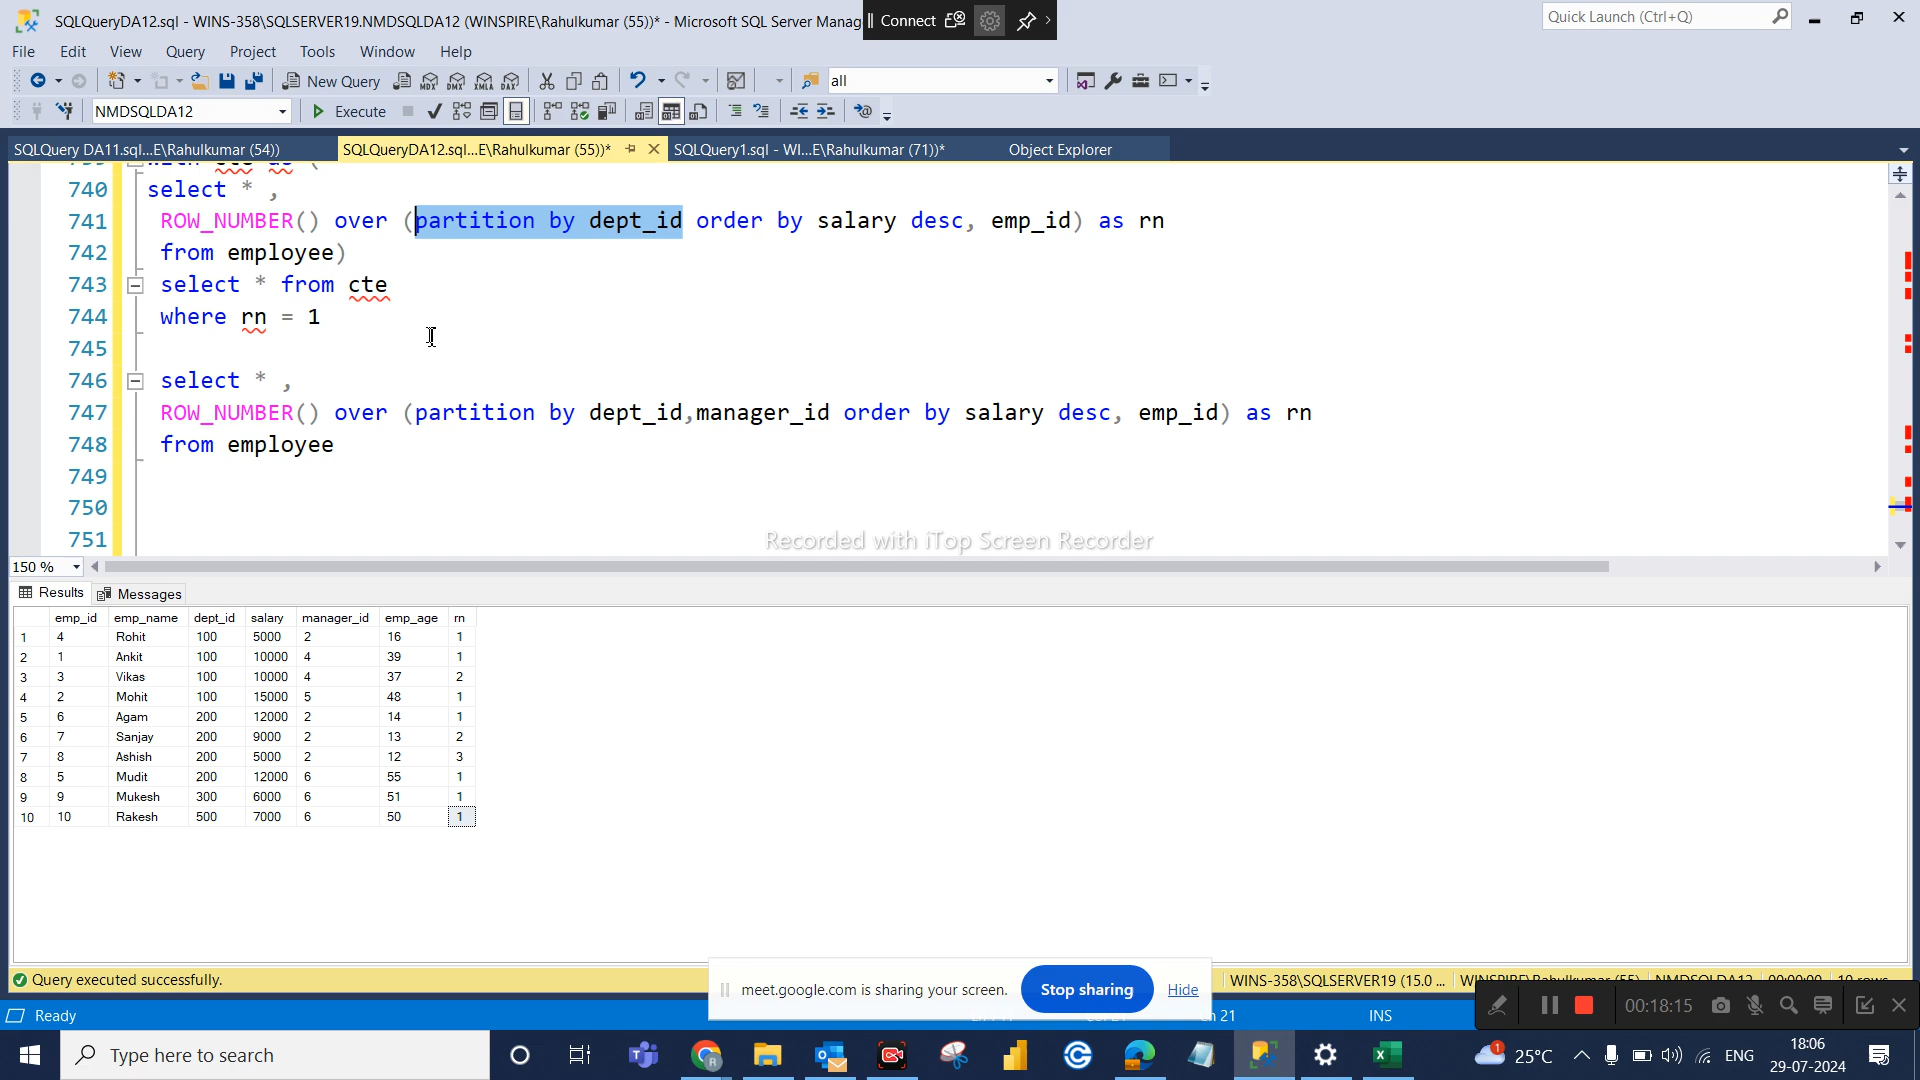 SQLQueryDA12.sql - WINS-358\SQLSERVER19.NMDSQLDA12 (WINSPIRE\Rahulkumar (55))* - Microsoft SQL Server Manag
Connect
Quick Launch (Ctrl+Q)
File Edit View Query Project Tools Window Help
New Query MDX DMX XMLA DAX all
NMDSQLDA12 Execute
SQLQuery DA11.sql...E\Rahulkumar (54)) SQLQueryDA12.sql...E\Rahulkumar (55))* SQLQuery1.sql - WI...E\Rahulkumar (71))* Object Explorer
740 select * ,
741 ROW_NUMBER() over (partition by dept_id order by salary desc, emp_id) as rn
742 from employee)
743 select * from cte
744 where rn = 1
745
746 select * ,
747 ROW_NUMBER() over (partition by dept_id,manager_id order by salary desc, emp_id) as rn
748 from employee
749
750
751
Recorded with iTop Screen Recorder
150 %
Results Messages
emp_id emp_name dept_id salary manager_id emp_age rn
1 4 Rohit 100 5000 2 16 1
2 1 Ankit 100 10000 4 39 1
3 3 Vikas 100 10000 4 37 2
4 2 Mohit 100 15000 5 48 1
5 6 Agam 200 12000 2 14 1
6 7 Sanjay 200 9000 2 13 2
7 8 Ashish 200 5000 2 12 3
8 5 Mudit 200 12000 6 55 1
9 9 Mukesh 300 6000 6 51 1
10 10 Rakesh 500 7000 6 50 1
Query executed successfully.
WINS-358\SQLSERVER19 (15.0 ...
meet.google.com is sharing your screen. Stop sharing Hide
00:18:15
Ready
INS
Type here to search
1 25°C ENG
18:06
29-07-2024